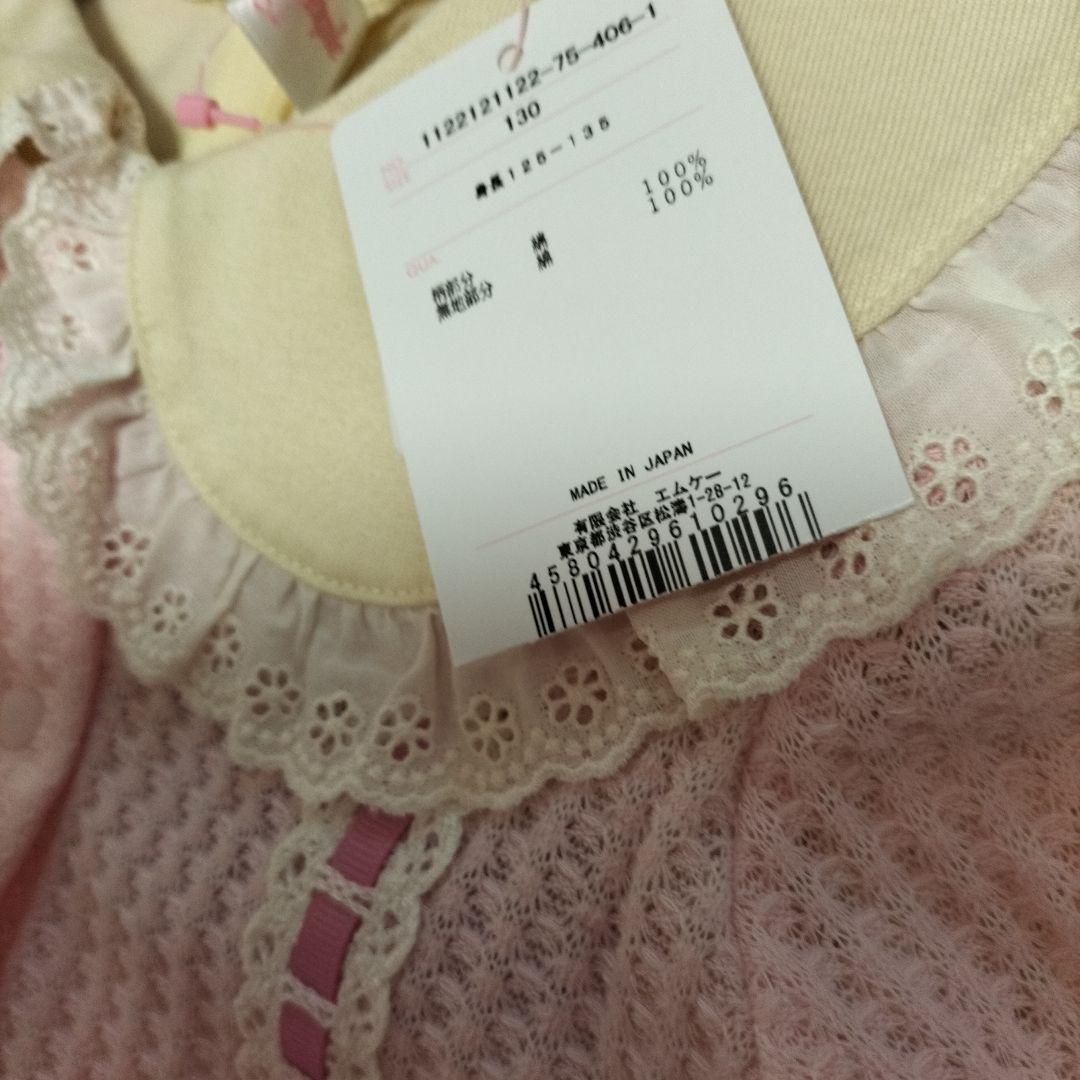 1122121122-75-406-1
SIZE 130
身長125-135
QUA. 100%
綿 100%
柄部分 綿
無地部分
MADE IN JAPAN
有限会社 エムケー
東京都渋谷区松濤1-28-12
4580429610296